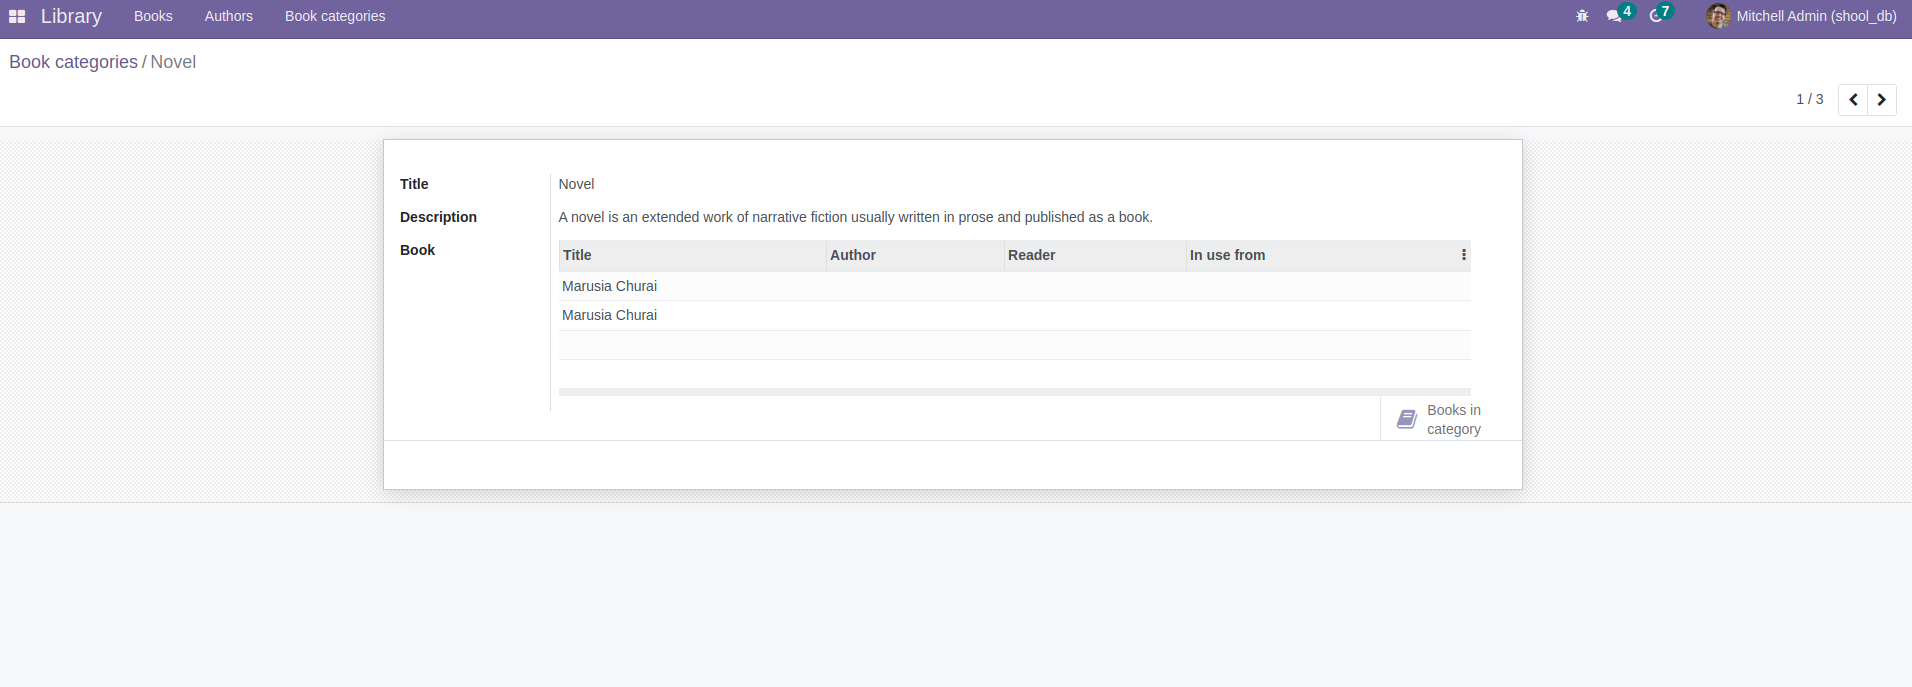 Library Books Authors Book categories 4 7 Mitchell Admin (shool_db)
Book categories / Novel
1 / 3
Title Novel
Description A novel is an extended work of narrative fiction usually written in prose and published as a book.
Book
Title Author Reader In use from
Marusia Churai
Marusia Churai
Books in
category